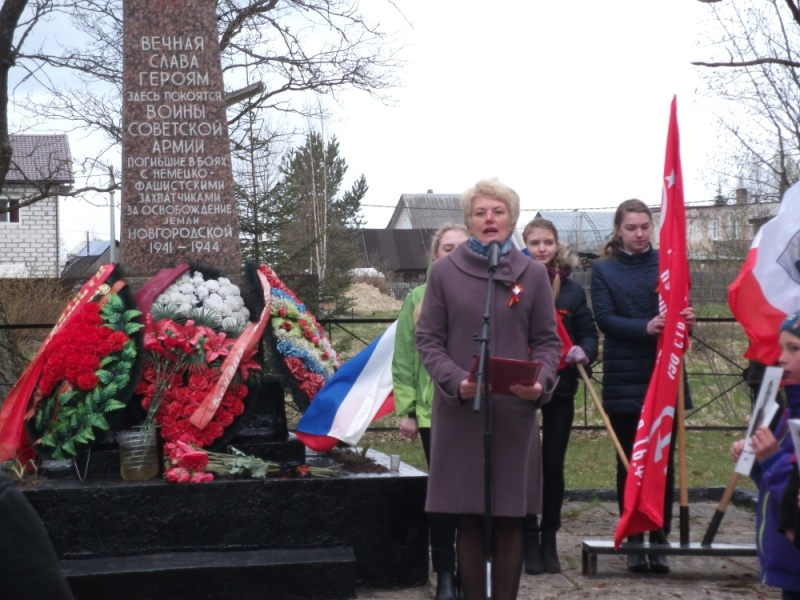 ВЕЧНАЯ
СЛАВА
ГЕРОЯМ
ЗДЕСЬ ПОКОЯТСЯ
ВОИНЫ
СОВЕТСКОЙ
АРМИИ
ПОГИБШИЕ В БОЯХ
С НЕМЕЦКО-
ФАШИСТСКИМИ
ЗАХВАТЧИКАМИ
ЗА ОСВОБОЖДЕНИЕ
ЗЕМЛИ
НОВГОРОДСКОЙ
1941 – 1944